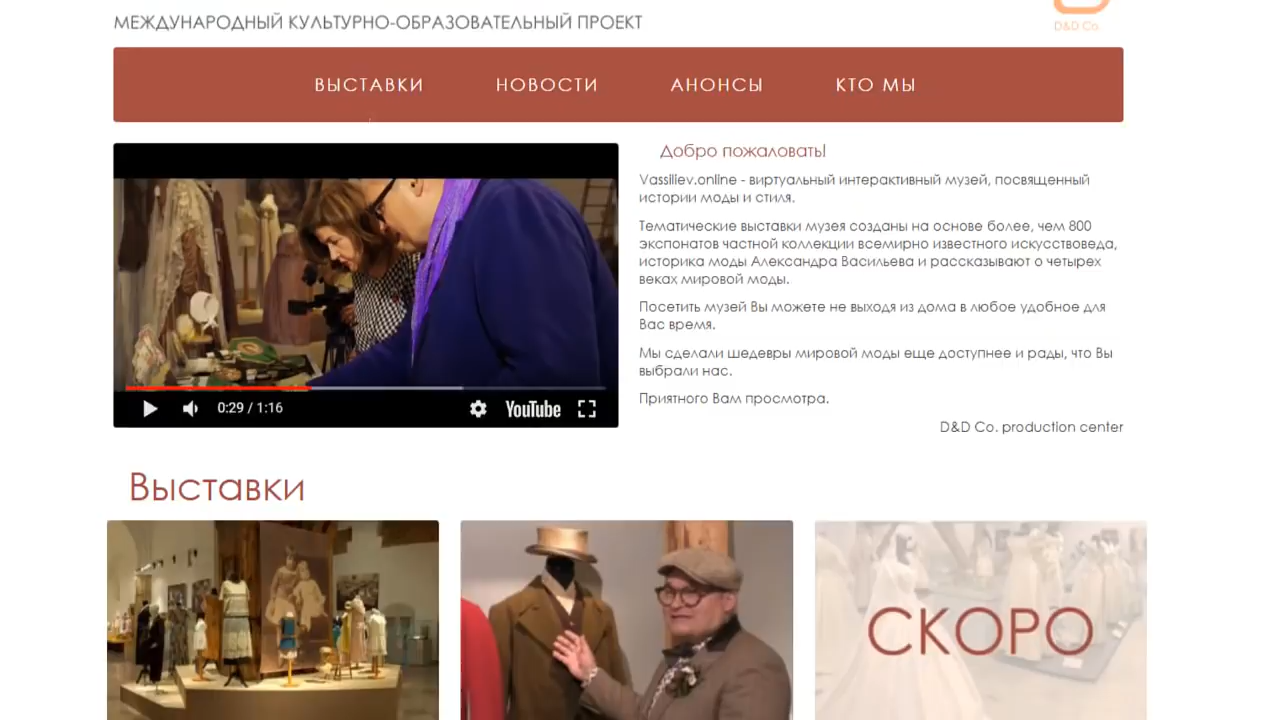 МЕЖДУНАРОДНЫЙ КУЛЬТУРНО-ОБРАЗОВАТЕЛЬНЫЙ ПРОЕКТ
D&D Co.
ВЫСТАВКИ НОВОСТИ АНОНСЫ КТО МЫ
0:29 / 1:16
YouTube
Добро пожаловать!
Vassiliev.online - виртуальный интерактивный музей, посвященный
истории моды и стиля.
Тематические выставки музея созданы на основе более, чем 800
экспонатов частной коллекции всемирно известного искусствоведа,
историка моды Александра Васильева и рассказывают о четырех
веках мировой моды.
Посетить музей Вы можете не выходя из дома в любое удобное для
Вас время.
Мы сделали шедевры мировой моды еще доступнее и рады, что Вы
выбрали нас.
Приятного Вам просмотра.
D&D Co. production center
Выставки
СКОРО